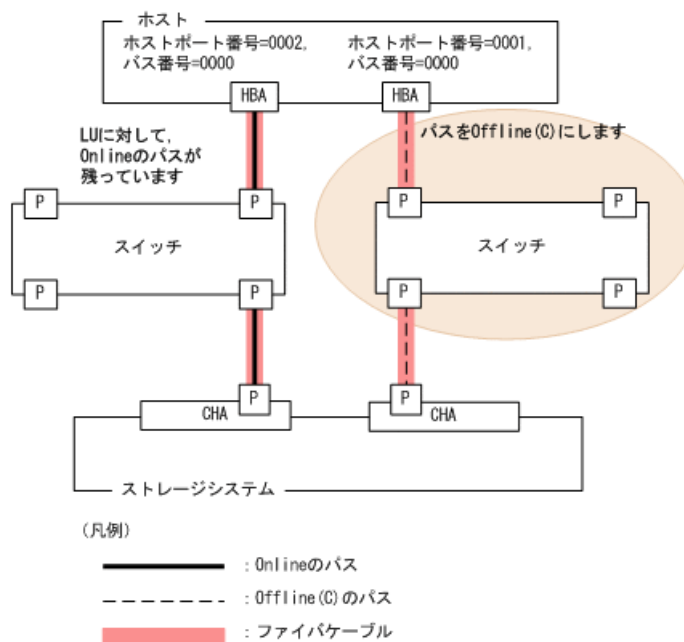 ホスト
ホストポート番号=0002,
バス番号=0000
ホストポート番号=0001,
バス番号=0000
HBA
HBA
LUに対して,
Onlineのパスが
残っています
パスをOffline(C)にします
P
P
P
P
スイッチ
スイッチ
P
P
P
P
P
P
CHA
CHA
ストレージシステム
(凡例)
:Onlineのパス
:Offline(C)のパス
:ファイバケーブル